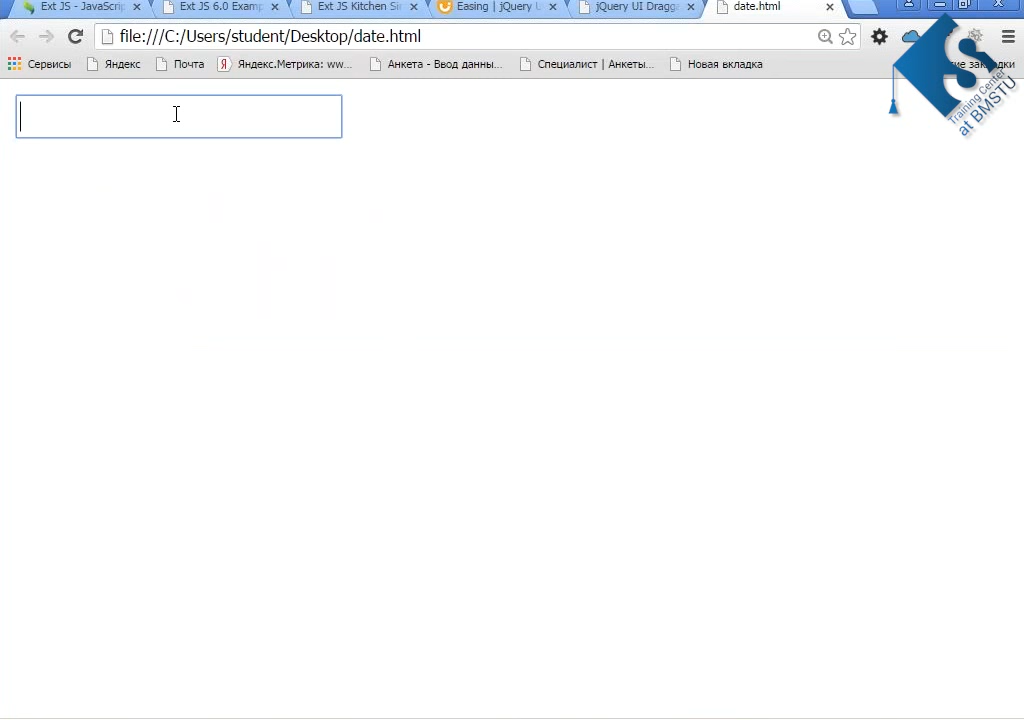 Ext JS - JavaScrip
Ext JS 6.0 Examp
Ext JS Kitchen Sin
Easing | jQuery U
jQuery UI Dragga
date.html
file:///C:/Users/student/Desktop/date.html
Сервисы
Яндекс
Почта
Яндекс.Метрика: ww...
Анкета - Ввод данны...
Специалист | Анкеты...
Новая вкладка
Training Center
at BMSTU